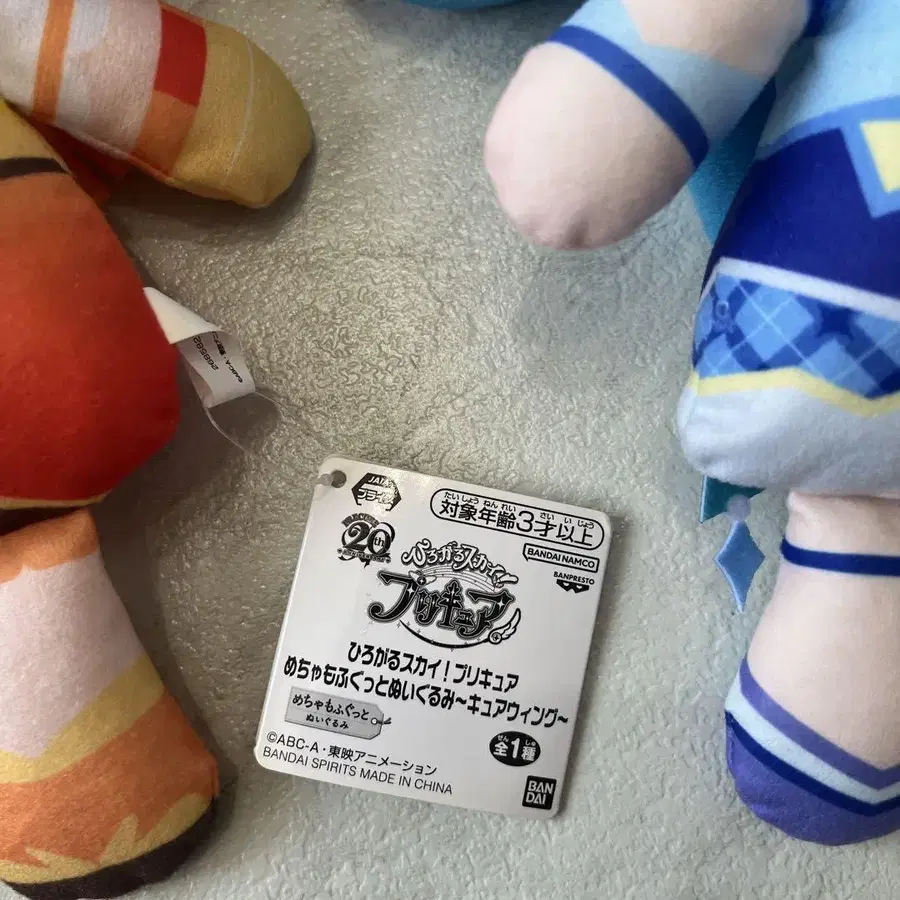 JAIA
プライズ
たいしょうねんれい さい いじょう
対象年齢3才以上
20th
BANDAI NAMCO
BANPRESTO
ひろがるスカイ!
プリキュア
ひろがるスカイ!プリキュア
めちゃもふぐっとぬいぐるみ~キュアウィング~
めちゃもふぐっと
ぬいぐるみ
ぜん しゅ
全1種
©ABC-A・東映アニメーション
BANDAI SPIRITS MADE IN CHINA
BAN
DAI